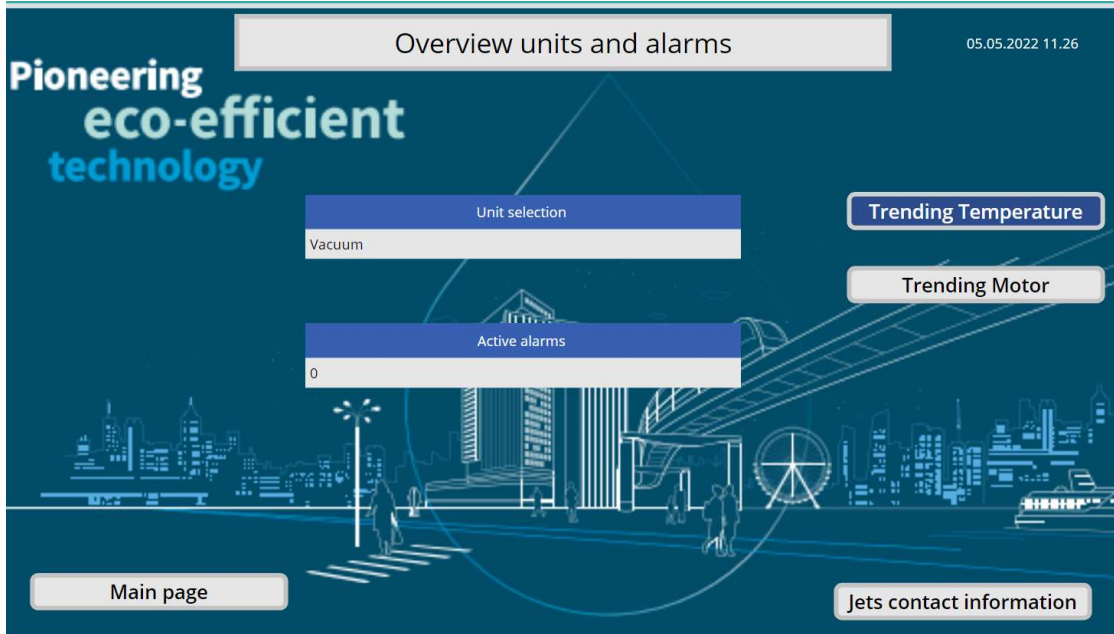 Overview units and alarms
05.05.2022 11.26
Pioneering
eco-efficient
technology
Unit selection
Vacuum
Trending Temperature
Trending Motor
Active alarms
0
Main page
Jets contact information